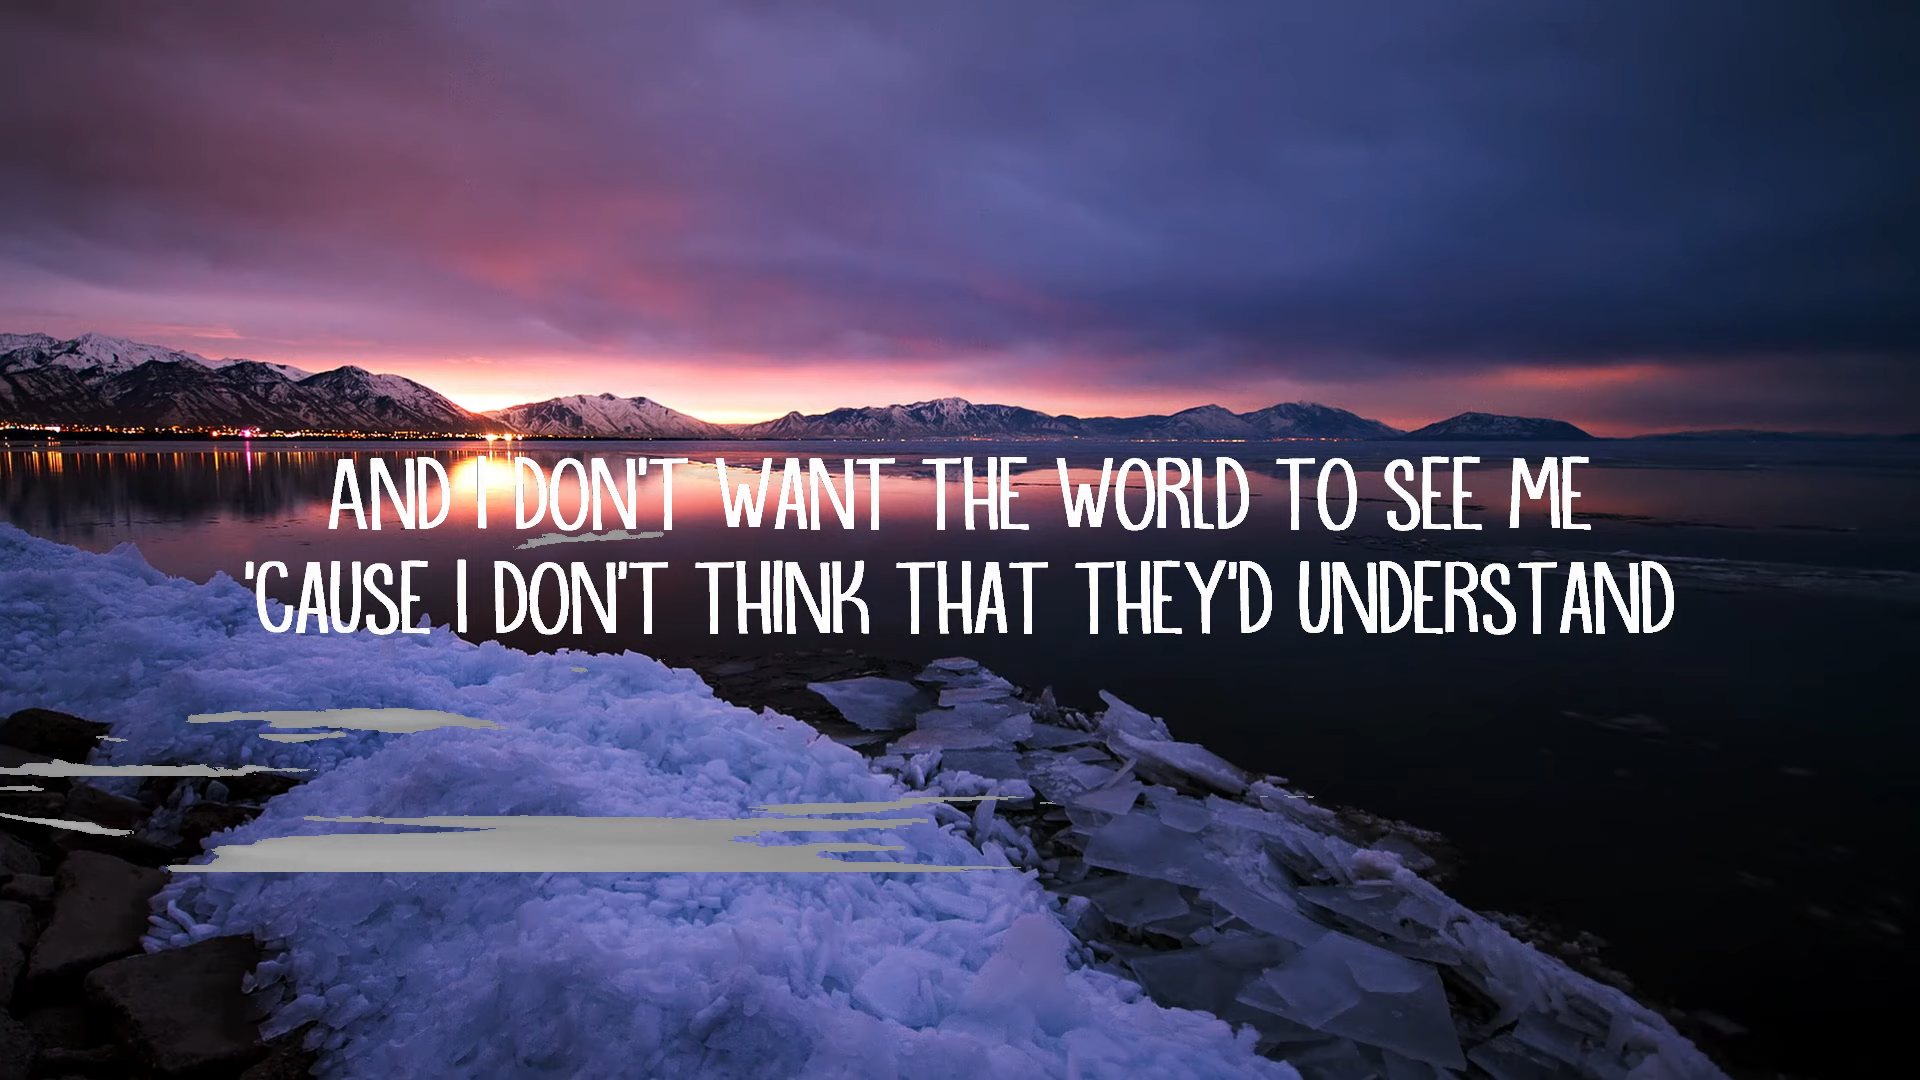 AND I DON'T WANT THE WORLD TO SEE ME
'CAUSE I DON'T THINK THAT THEY'D UNDERSTAND